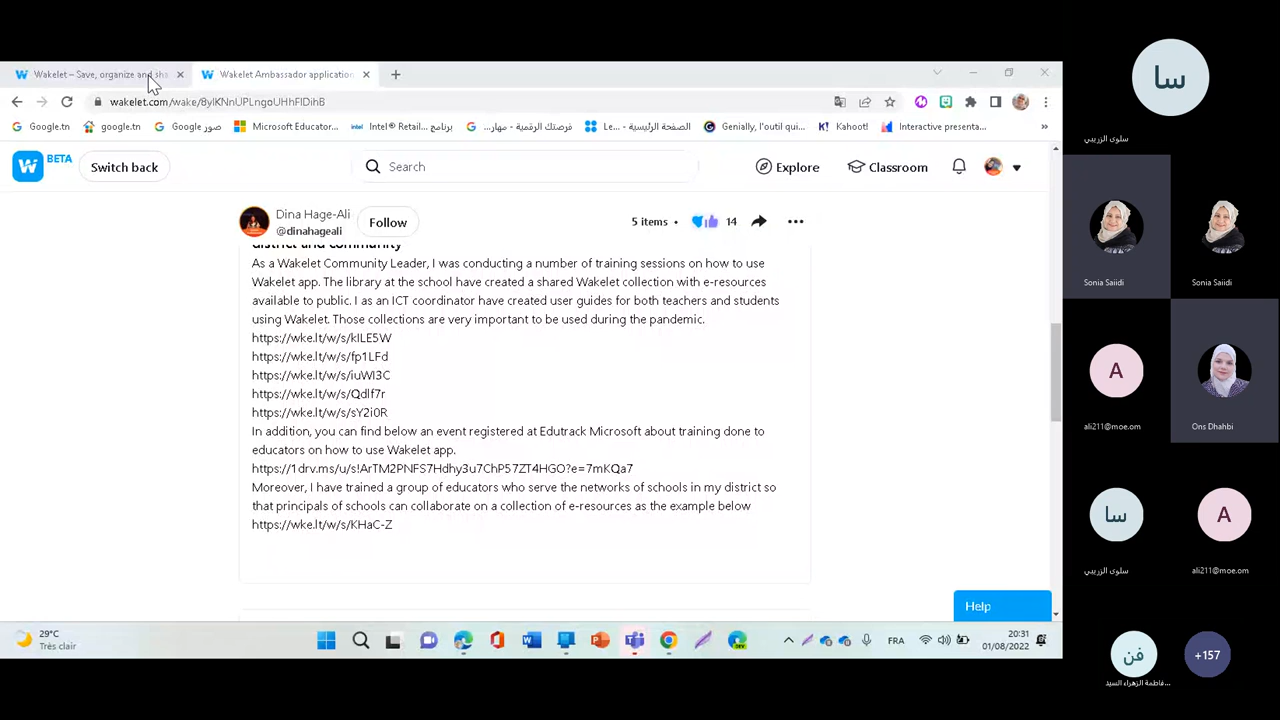 Wakelet – Save, organize and sha
Wakelet Ambassador application
wakelet.com/wake/8ylKNnUPLngoUHhFlDihB
Google.tn
google.tn
صور Google
Microsoft Educator...
برنامج Intel® Retail...
فرصتك الرقمية - مهار...
الصفحة الرئيسية - Le...
Genially, l'outil qui...
Kahoot!
Interactive presenta...
BETA
Switch back
Search
Explore
Classroom
Dina Hage-Ali
@dinahageali
Follow
5 items
14
district and community
As a Wakelet Community Leader, I was conducting a number of training sessions on how to use
Wakelet app. The library at the school have created a shared Wakelet collection with e-resources
available to public. I as an ICT coordinator have created user guides for both teachers and students
using Wakelet. Those collections are very important to be used during the pandemic.
https://wke.lt/w/s/klLE5W
https://wke.lt/w/s/fp1LFd
https://wke.lt/w/s/iuWI3C
https://wke.lt/w/s/Qdlf7r
https://wke.lt/w/s/sY2i0R
In addition, you can find below an event registered at Edutrack Microsoft about training done to
educators on how to use Wakelet app.
https://1drv.ms/u/s!ArTM2PNFS7Hdhy3u7ChP57ZT4HGO?e=7mKQa7
Moreover, I have trained a group of educators who serve the networks of schools in my district so
that principals of schools can collaborate on a collection of e-resources as the example below
https://wke.lt/w/s/KHaC-Z
Help
29°C
Très clair
FRA
20:31
01/08/2022
سا
سلوى الزريبي
Sonia Saiidi
Sonia Saiidi
A
ali211@moe.om
Ons Dhahbi
سا
سلوى الزريبي
A
ali211@moe.om
فن
فاطمة الزهراء السيد...
+157